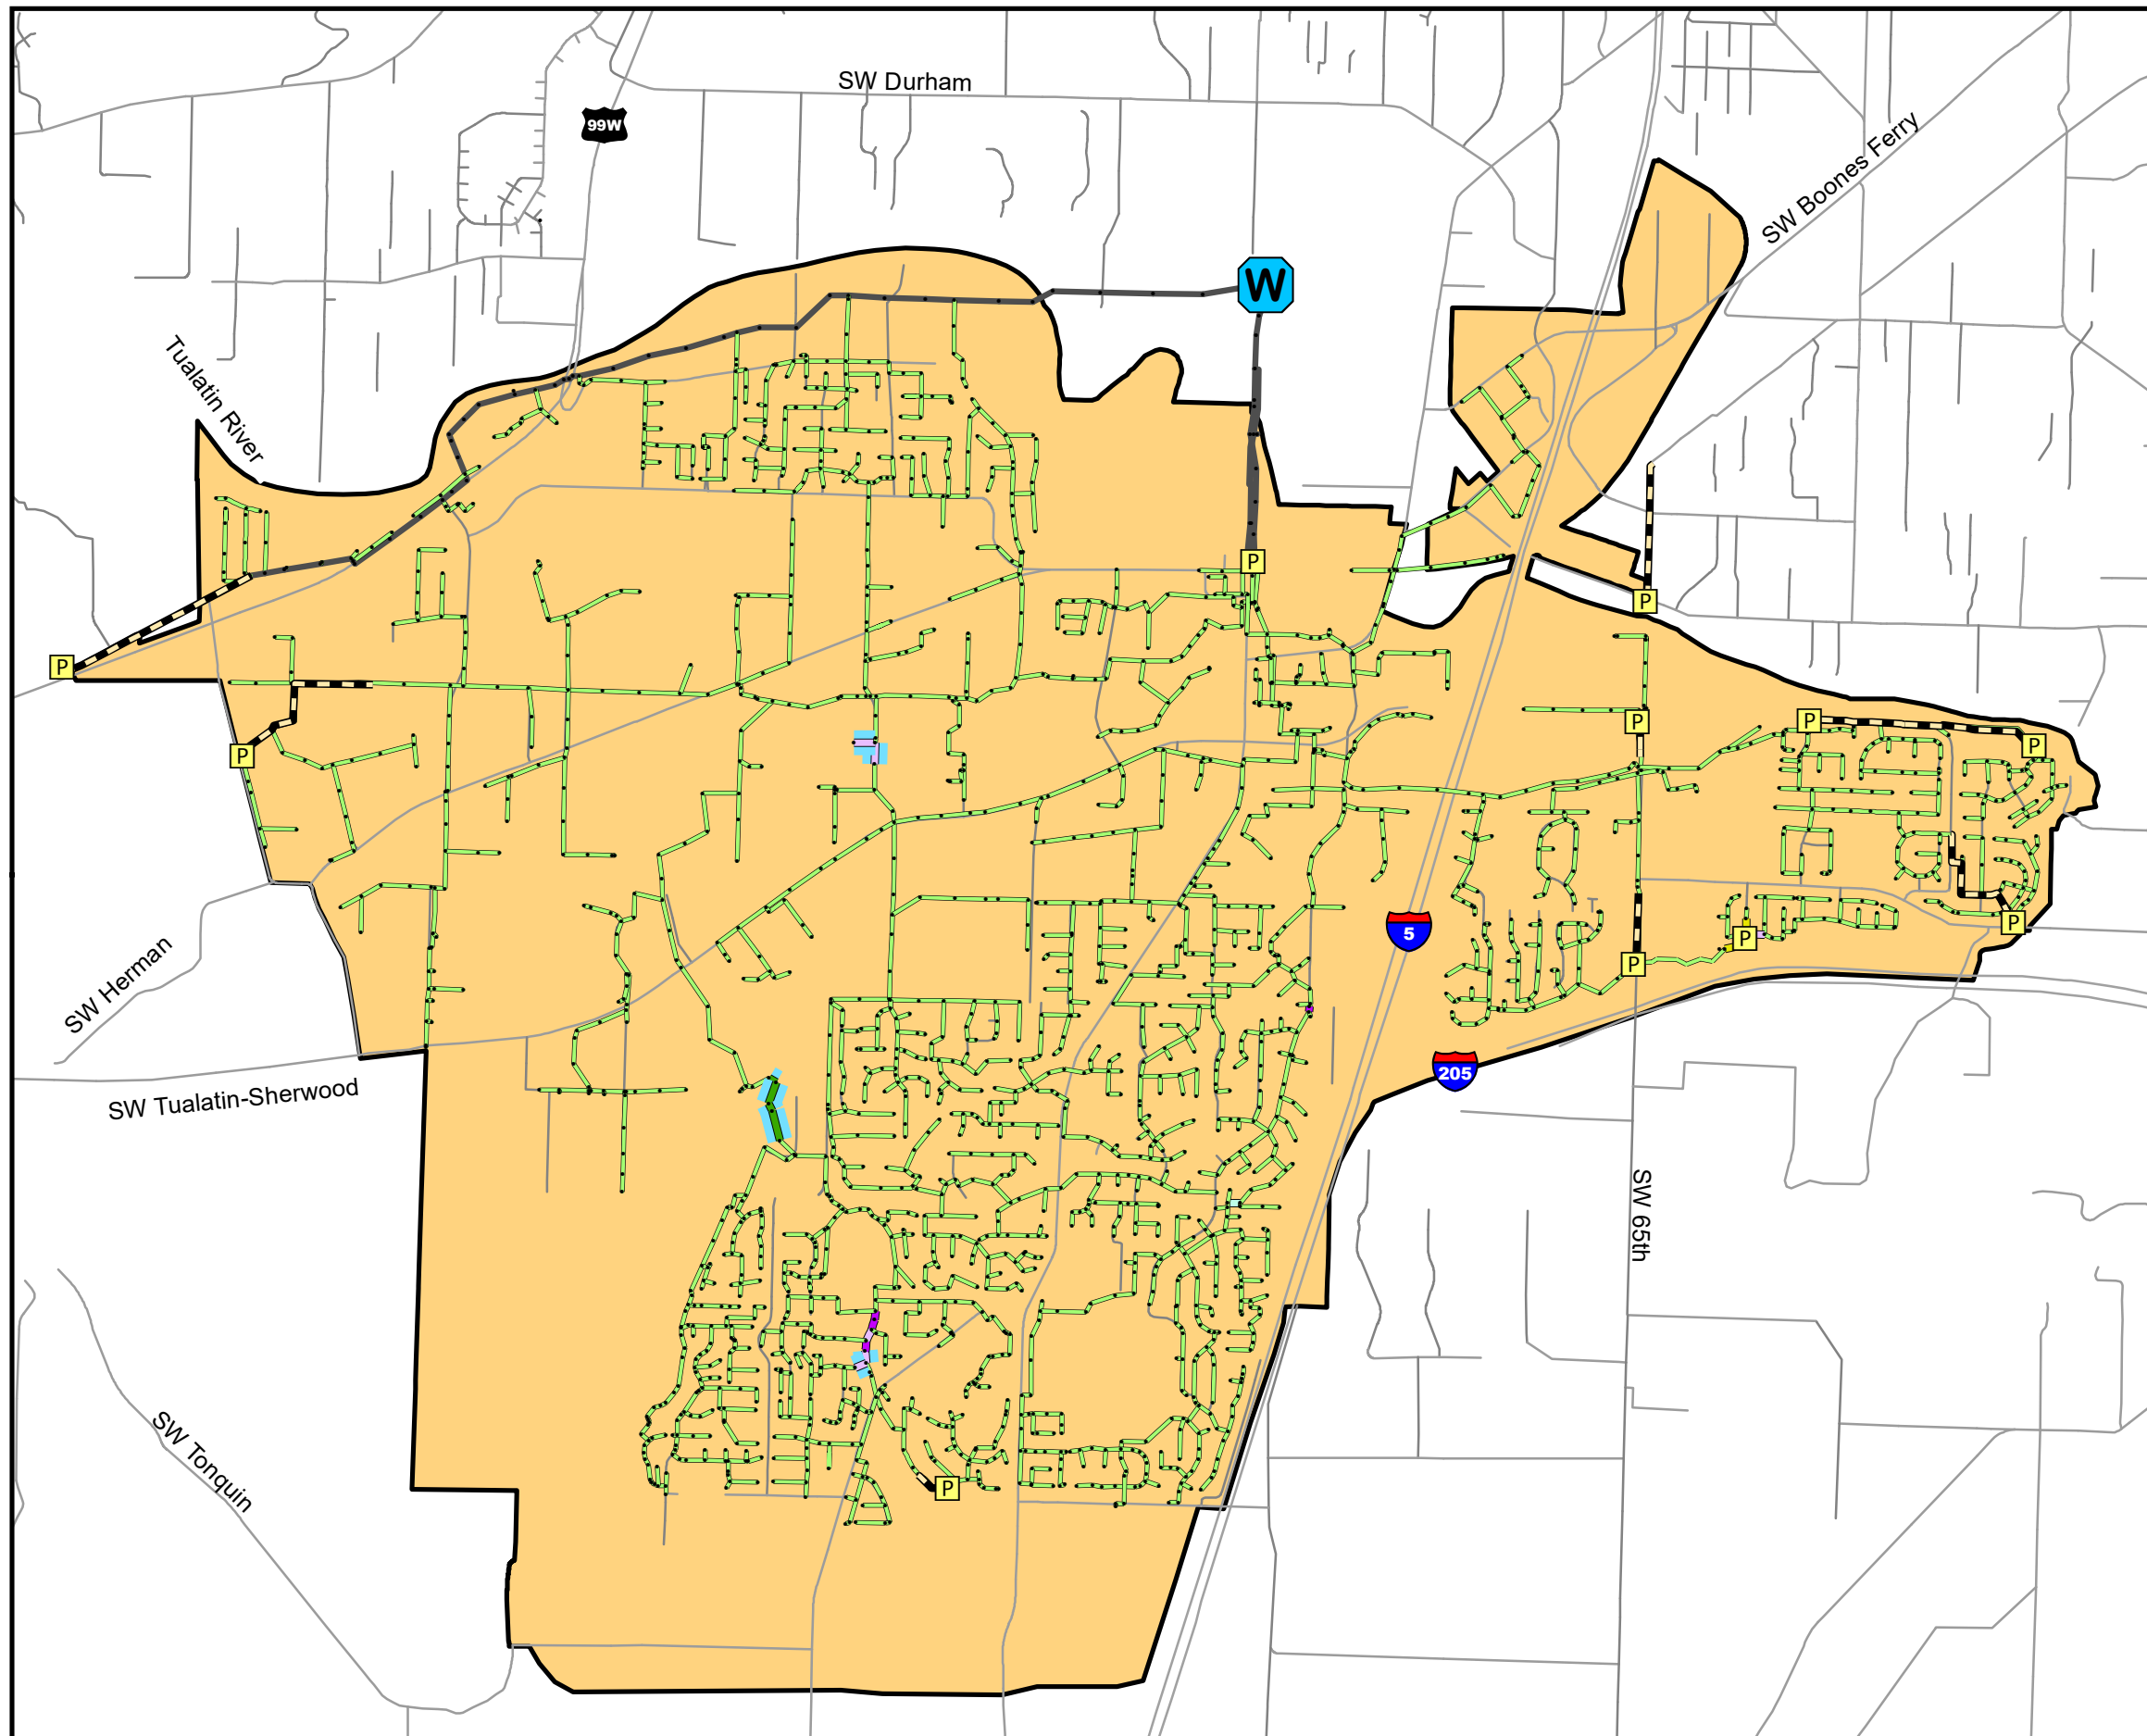 SW Durham
99W
SW Boones Ferry
W
Tualatin River
P
P
P
P
P
P
P
P
5
P
P
P
SW Herman
205
SW Tualatin-Sherwood
SW 65th
SW Tonquin
P